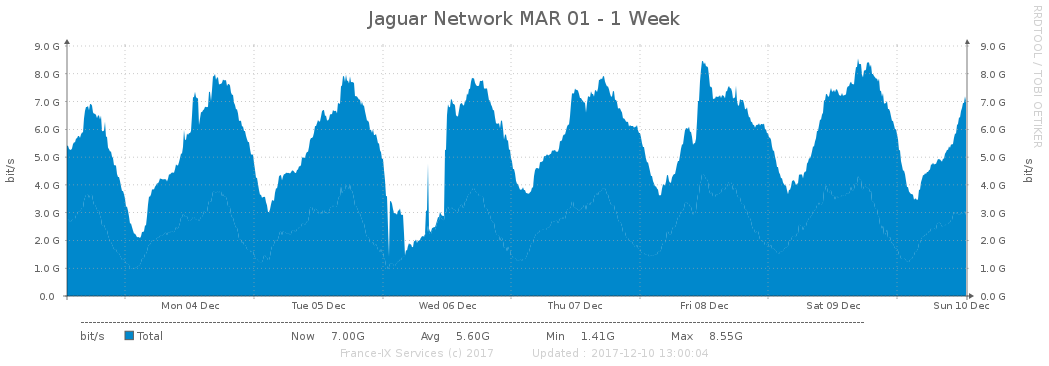 Jaguar Network MAR 01 - 1 Week
RRDTOOL / TOBI OETIKER
bit/s
9.0 G
8.0 G
7.0 G
6.0 G
5.0 G
4.0 G
3.0 G
2.0 G
1.0 G
0.0
9.0 G
8.0 G
7.0 G
6.0 G
5.0 G
4.0 G
3.0 G
2.0 G
1.0 G
0.0 G
bit/s
Mon 04 Dec Tue 05 Dec Wed 06 Dec Thu 07 Dec Fri 08 Dec Sat 09 Dec Sun 10 Dec
bit/s Total Now 7.00G Avg 5.60G Min 1.41G Max 8.55G
France-IX Services (c) 2017 Updated : 2017-12-10 13:00:04